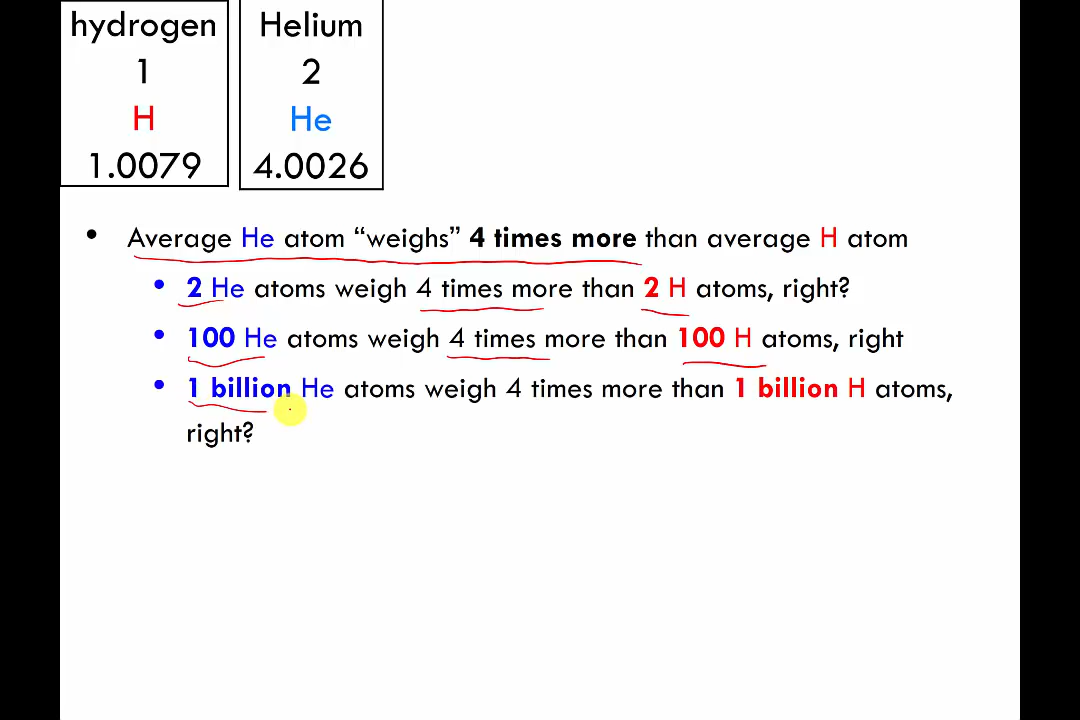 hydrogen
1
H
1.0079
Helium
2
He
4.0026
• Average He atom “weighs” 4 times more than average H atom
• 2 He atoms weigh 4 times more than 2 H atoms, right?
• 100 He atoms weigh 4 times more than 100 H atoms, right
• 1 billion He atoms weigh 4 times more than 1 billion H atoms,
right?